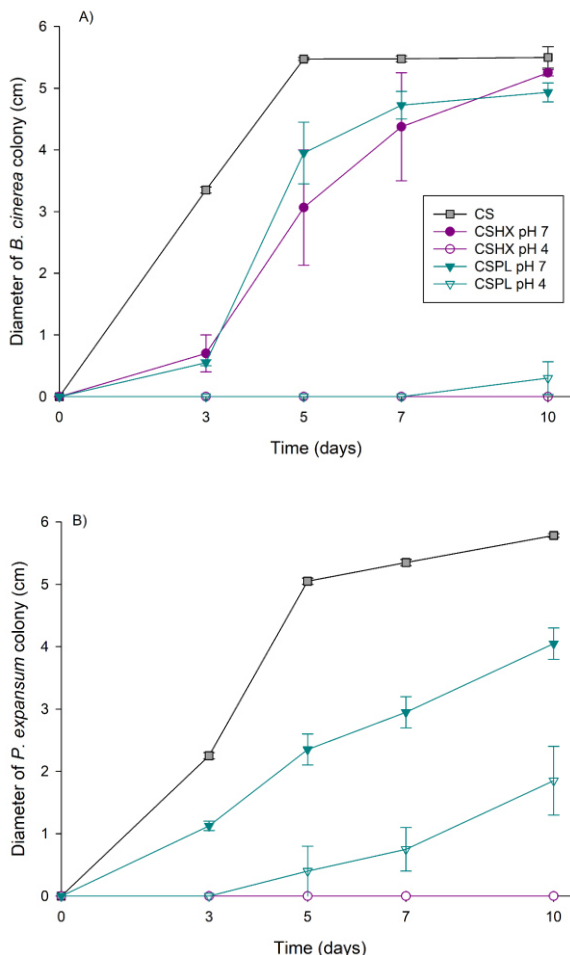 A)
6
5
4
3
2
1
0
Diameter of B. cinerea colony (cm)
CS
CSHX pH 7
CSHX pH 4
CSPL pH 7
CSPL pH 4
0 3 5 7 10
Time (days)
B)
6
5
4
3
2
1
0
Diameter of P. expansum colony (cm)
0 3 5 7 10
Time (days)